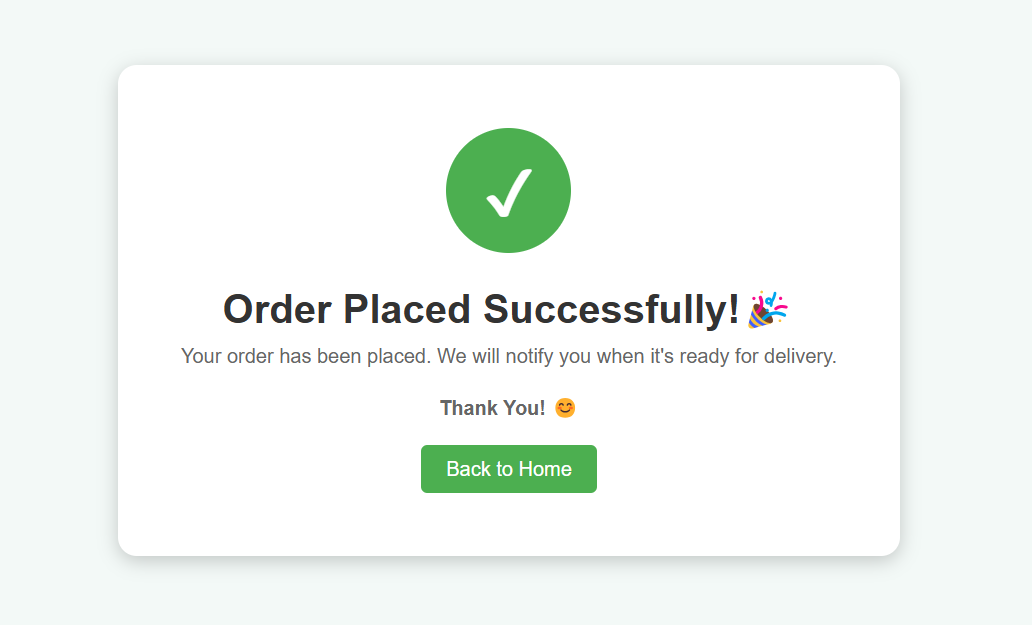 Order Placed Successfully! 🎉
Your order has been placed. We will notify you when it's ready for delivery.
Thank You! 😊
Back to Home